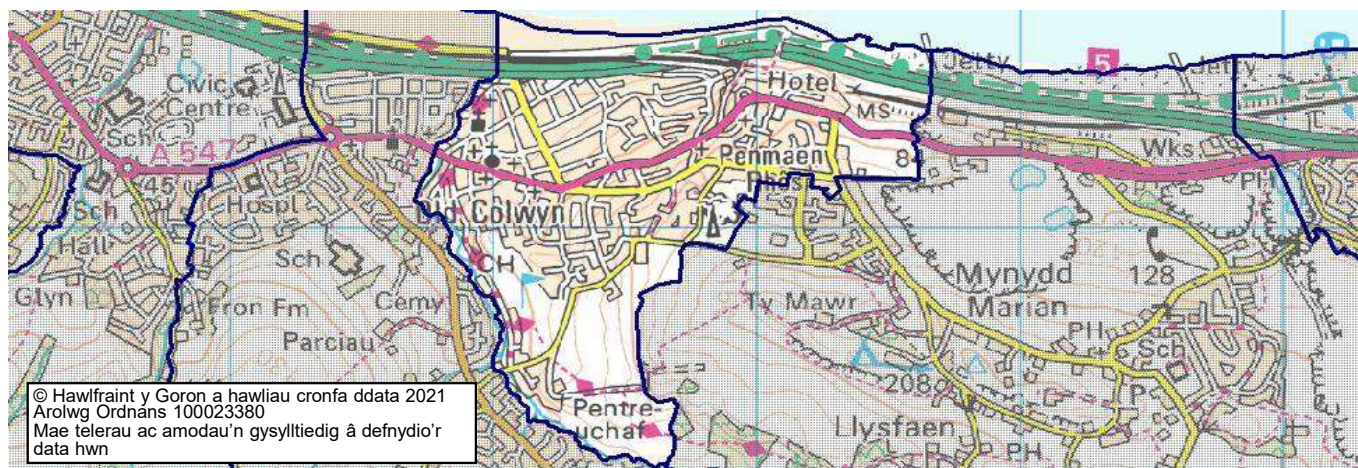 Civic
Centre
Sch
A 547
45
Sch
Hall
Glyn
Hospl
Sch
Fron Fm
Cemy
Parciau
Old Colwyn
CH
Hotel
MS
Penmaen
Rhôs
84
Jetty
5
Jetty
Wks
PH
Mynydd
Marian
128
Ty Mawr
PH
Sch
208
P
Llysfaen
PH
Pentre-
uchaf
© Hawlfraint y Goron a hawliau cronfa ddata 2021
Arolwg Ordnans 100023380
Mae telerau ac amodau'n gysylltiedig â defnydio'r
data hwn